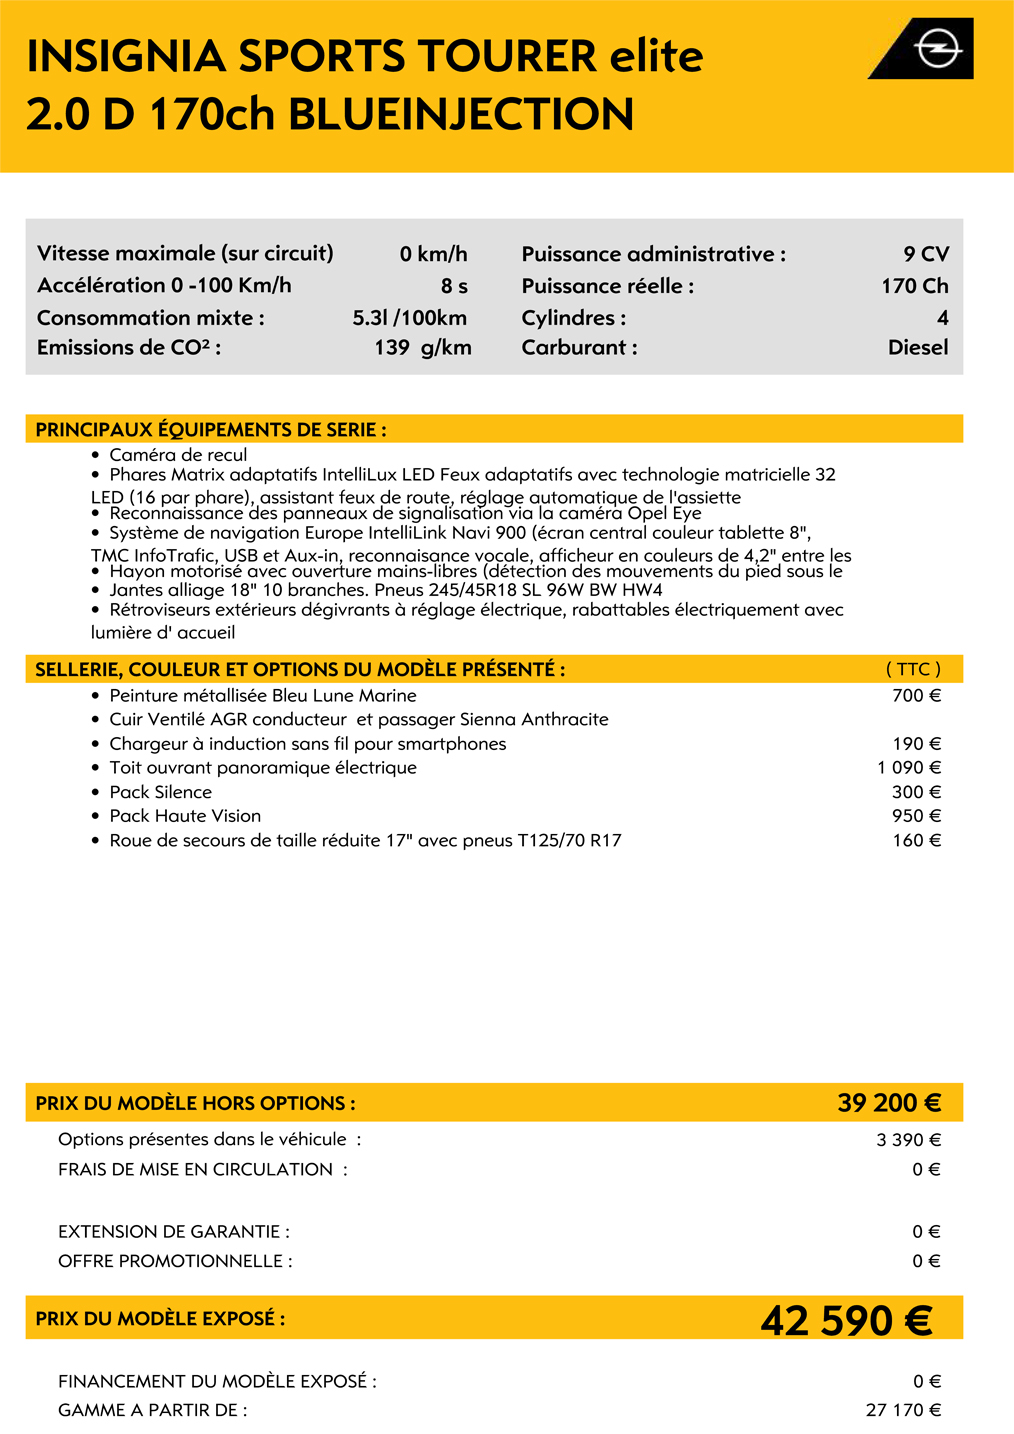 INSIGNIA SPORTS TOURER elite
2.0 D 170ch BLUEINJECTION
Vitesse maximale (sur circuit) 0 km/h Puissance administrative : 9 CV
Accélération 0 -100 Km/h 8 s Puissance réelle : 170 Ch
Consommation mixte : 5.3l /100km Cylindres : 4
Emissions de CO² : 139 g/km Carburant : Diesel
PRINCIPAUX ÉQUIPEMENTS DE SERIE :
• Caméra de recul
• Phares Matrix adaptatifs IntelliLux LED Feux adaptatifs avec technologie matricielle 32
LED (16 par phare), assistant feux de route, réglage automatique de l'assiette
• Reconnaissance des panneaux de signalisation via la caméra Opel Eye
• Système de navigation Europe IntelliLink Navi 900 (écran central couleur tablette 8",
TMC InfoTrafic, USB et Aux-in, reconnaisance vocale, afficheur en couleurs de 4,2" entre les
• Hayon motorisé avec ouverture mains-libres (détection des mouvements du pied sous le
• Jantes alliage 18" 10 branches. Pneus 245/45R18 SL 96W BW HW4
• Rétroviseurs extérieurs dégivrants à réglage électrique, rabattables électriquement avec
lumière d' accueil
SELLERIE, COULEUR ET OPTIONS DU MODÈLE PRÉSENTÉ : ( TTC )
• Peinture métallisée Bleu Lune Marine 700 €
• Cuir Ventilé AGR conducteur et passager Sienna Anthracite
• Chargeur à induction sans fil pour smartphones 190 €
• Toit ouvrant panoramique électrique 1 090 €
• Pack Silence 300 €
• Pack Haute Vision 950 €
• Roue de secours de taille réduite 17" avec pneus T125/70 R17 160 €
PRIX DU MODÈLE HORS OPTIONS : 39 200 €
Options présentes dans le véhicule : 3 390 €
FRAIS DE MISE EN CIRCULATION : 0 €
EXTENSION DE GARANTIE : 0 €
OFFRE PROMOTIONNELLE : 0 €
PRIX DU MODÈLE EXPOSÉ : 42 590 €
FINANCEMENT DU MODÈLE EXPOSÉ : 0 €
GAMME A PARTIR DE : 27 170 €